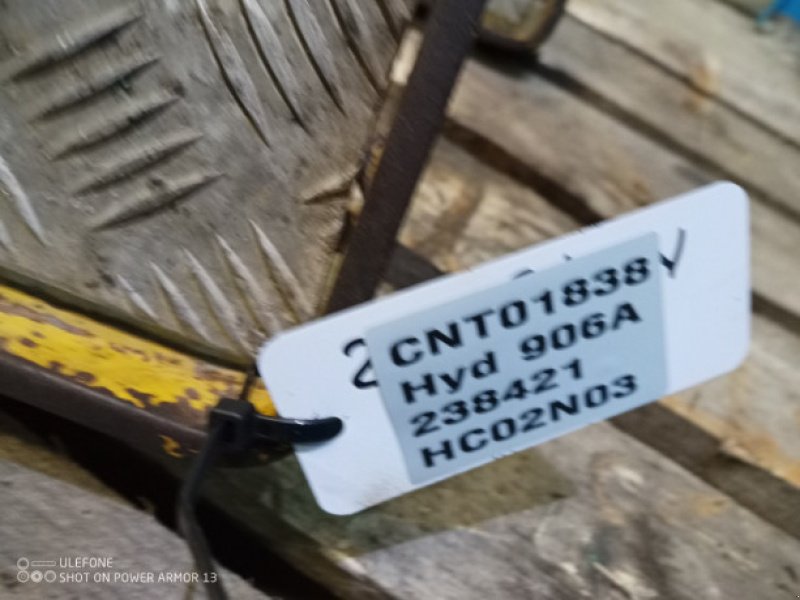 CNT01838
Hyd 906A
238421
HC02N03
ULEFONE
SHOT ON POWER ARMOR 13